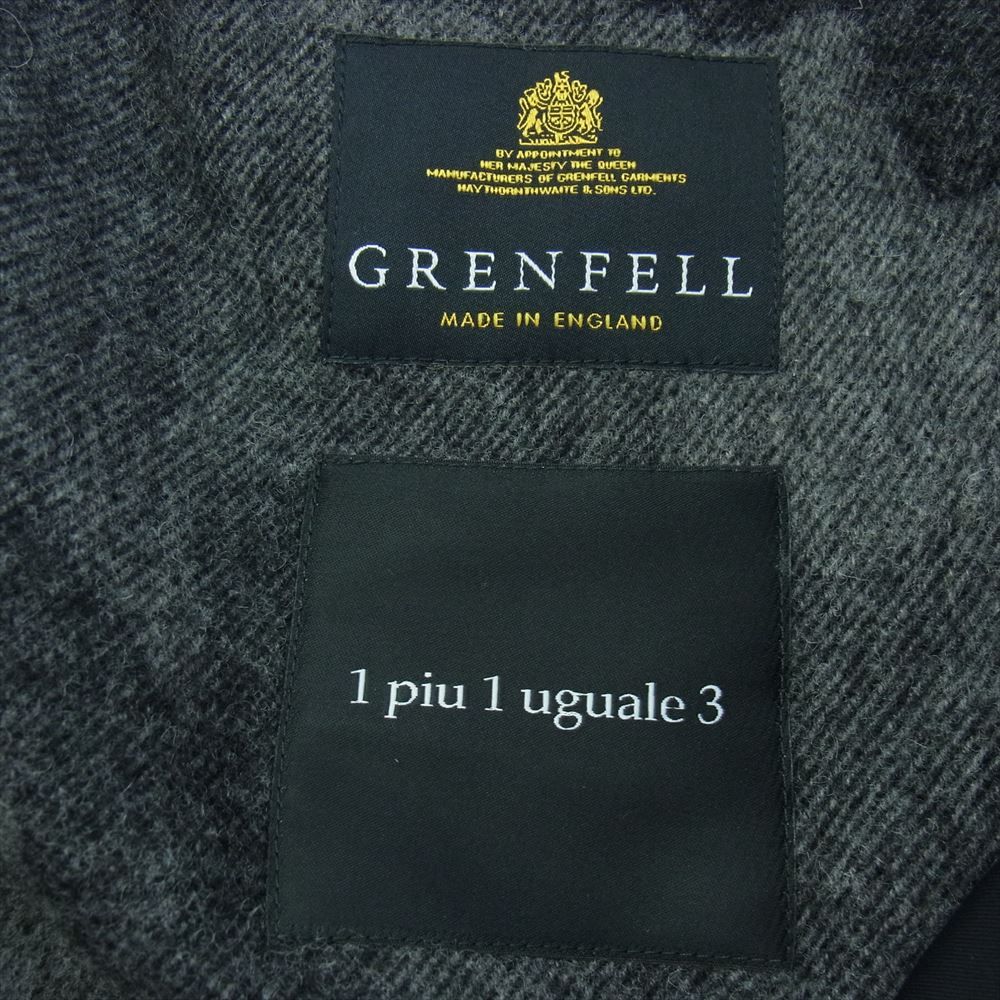 BY APPOINTMENT TO
HER MAJESTY THE QUEEN
MANUFACTURERS OF GRENFELL GARMENTS
HAYTHORNTHWAITE & SONS LTD.
GRENFELL
MADE IN ENGLAND
1 piu 1 uguale 3